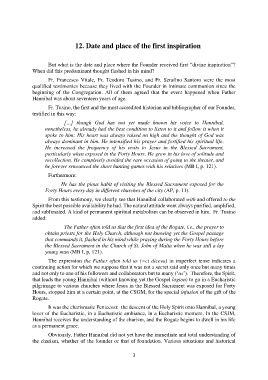 12. Date and place of the first inspiration
But what is the date and place where the Founder received first "divine inspiration"?
When did this predominant thought flashed in his mind?
Fr. Francesco Vitale, Fr. Teodoro Tusino, and Fr. Serafino Santoro were the most
qualified testimonies because they lived with the Founder in intimate communion since the
beginning of the Congregation. All of them agreed that the event happened when Father
Hannibal was about seventeen years of age.
Fr. Tusino, the first and the most accredited historian and bibliographer of our Founder,
testified in this way:
[...] though God has not yet made known his voice to Hannibal,
nonetheless, he already had the best condition to listen to it and follow it when it
spoke to him: His heart was always raised on high and the thought of God was
always dominant in him. He intensified his prayer and fortified his spiritual life.
He increased the frequency of his visits to Jesus in the Blessed Sacrament,
particularly when exposed in the Forty Hours. He grew in his love of solitude and
recollection. He completely avoided the rare occasion of going to the theater, and
he forever renounced the short hunting games with his relatives (MB I, p. 121).
Furthermore:
He has the pious habit of visiting the Blessed Sacrament exposed for the
Forty Hours every day in different churches of the city (AP, p. 11).
From this testimony, we clearly see that Hannibal collaborated with and offered to the
Spirit the best possible availability he had. The natural attitude were always purified, amplified,
and sublimated. A kind of permanent spiritual metabolism can be observed in him. Fr. Tusino
added:
The Father often told us that the first idea of the Rogate, i.e., the prayer to
obtain priests for the Holy Church, although not knowing yet the Gospel passage
that commands it, flashed in his mind while praying during the Forty Hours before
the Blessed Sacrament in the Church of St. John of Malta when he was still a lay
young man (MB I, p. 121).
The expression the Father often told us (=ci diceva) in imperfect tense indicates a
continuing action for which we suppose that it was not a secret said only once but many times
and not only to one of his followers and collaborators but to many ("us"). Therefore, the Spirit,
that leads the young Hannibal (without knowing yet the Gospel logion) to go in a Eucharistic
pilgrimage to various churches where Jesus in the Blessed Sacrament was exposed for Forty
Hours, stopped him at a certain point, at the CSGM, for the special infusion of the gift of the
Rogate.
It was the charismatic Pentecost: the descent of the Holy Spirit onto Hannibal, a young
lover of the Eucharistic, in a Eucharistic ambiance, in a Eucharistic moment. In the CSJM,
Hannibal receives the understanding of the charism, and the Rogate begins to dwell in his life
as a permanent grace.
Obviously, Father Hannibal did not yet have the immediate and total understanding of
the charism, whether of the founder or that of foundation. Various situations and historical
3